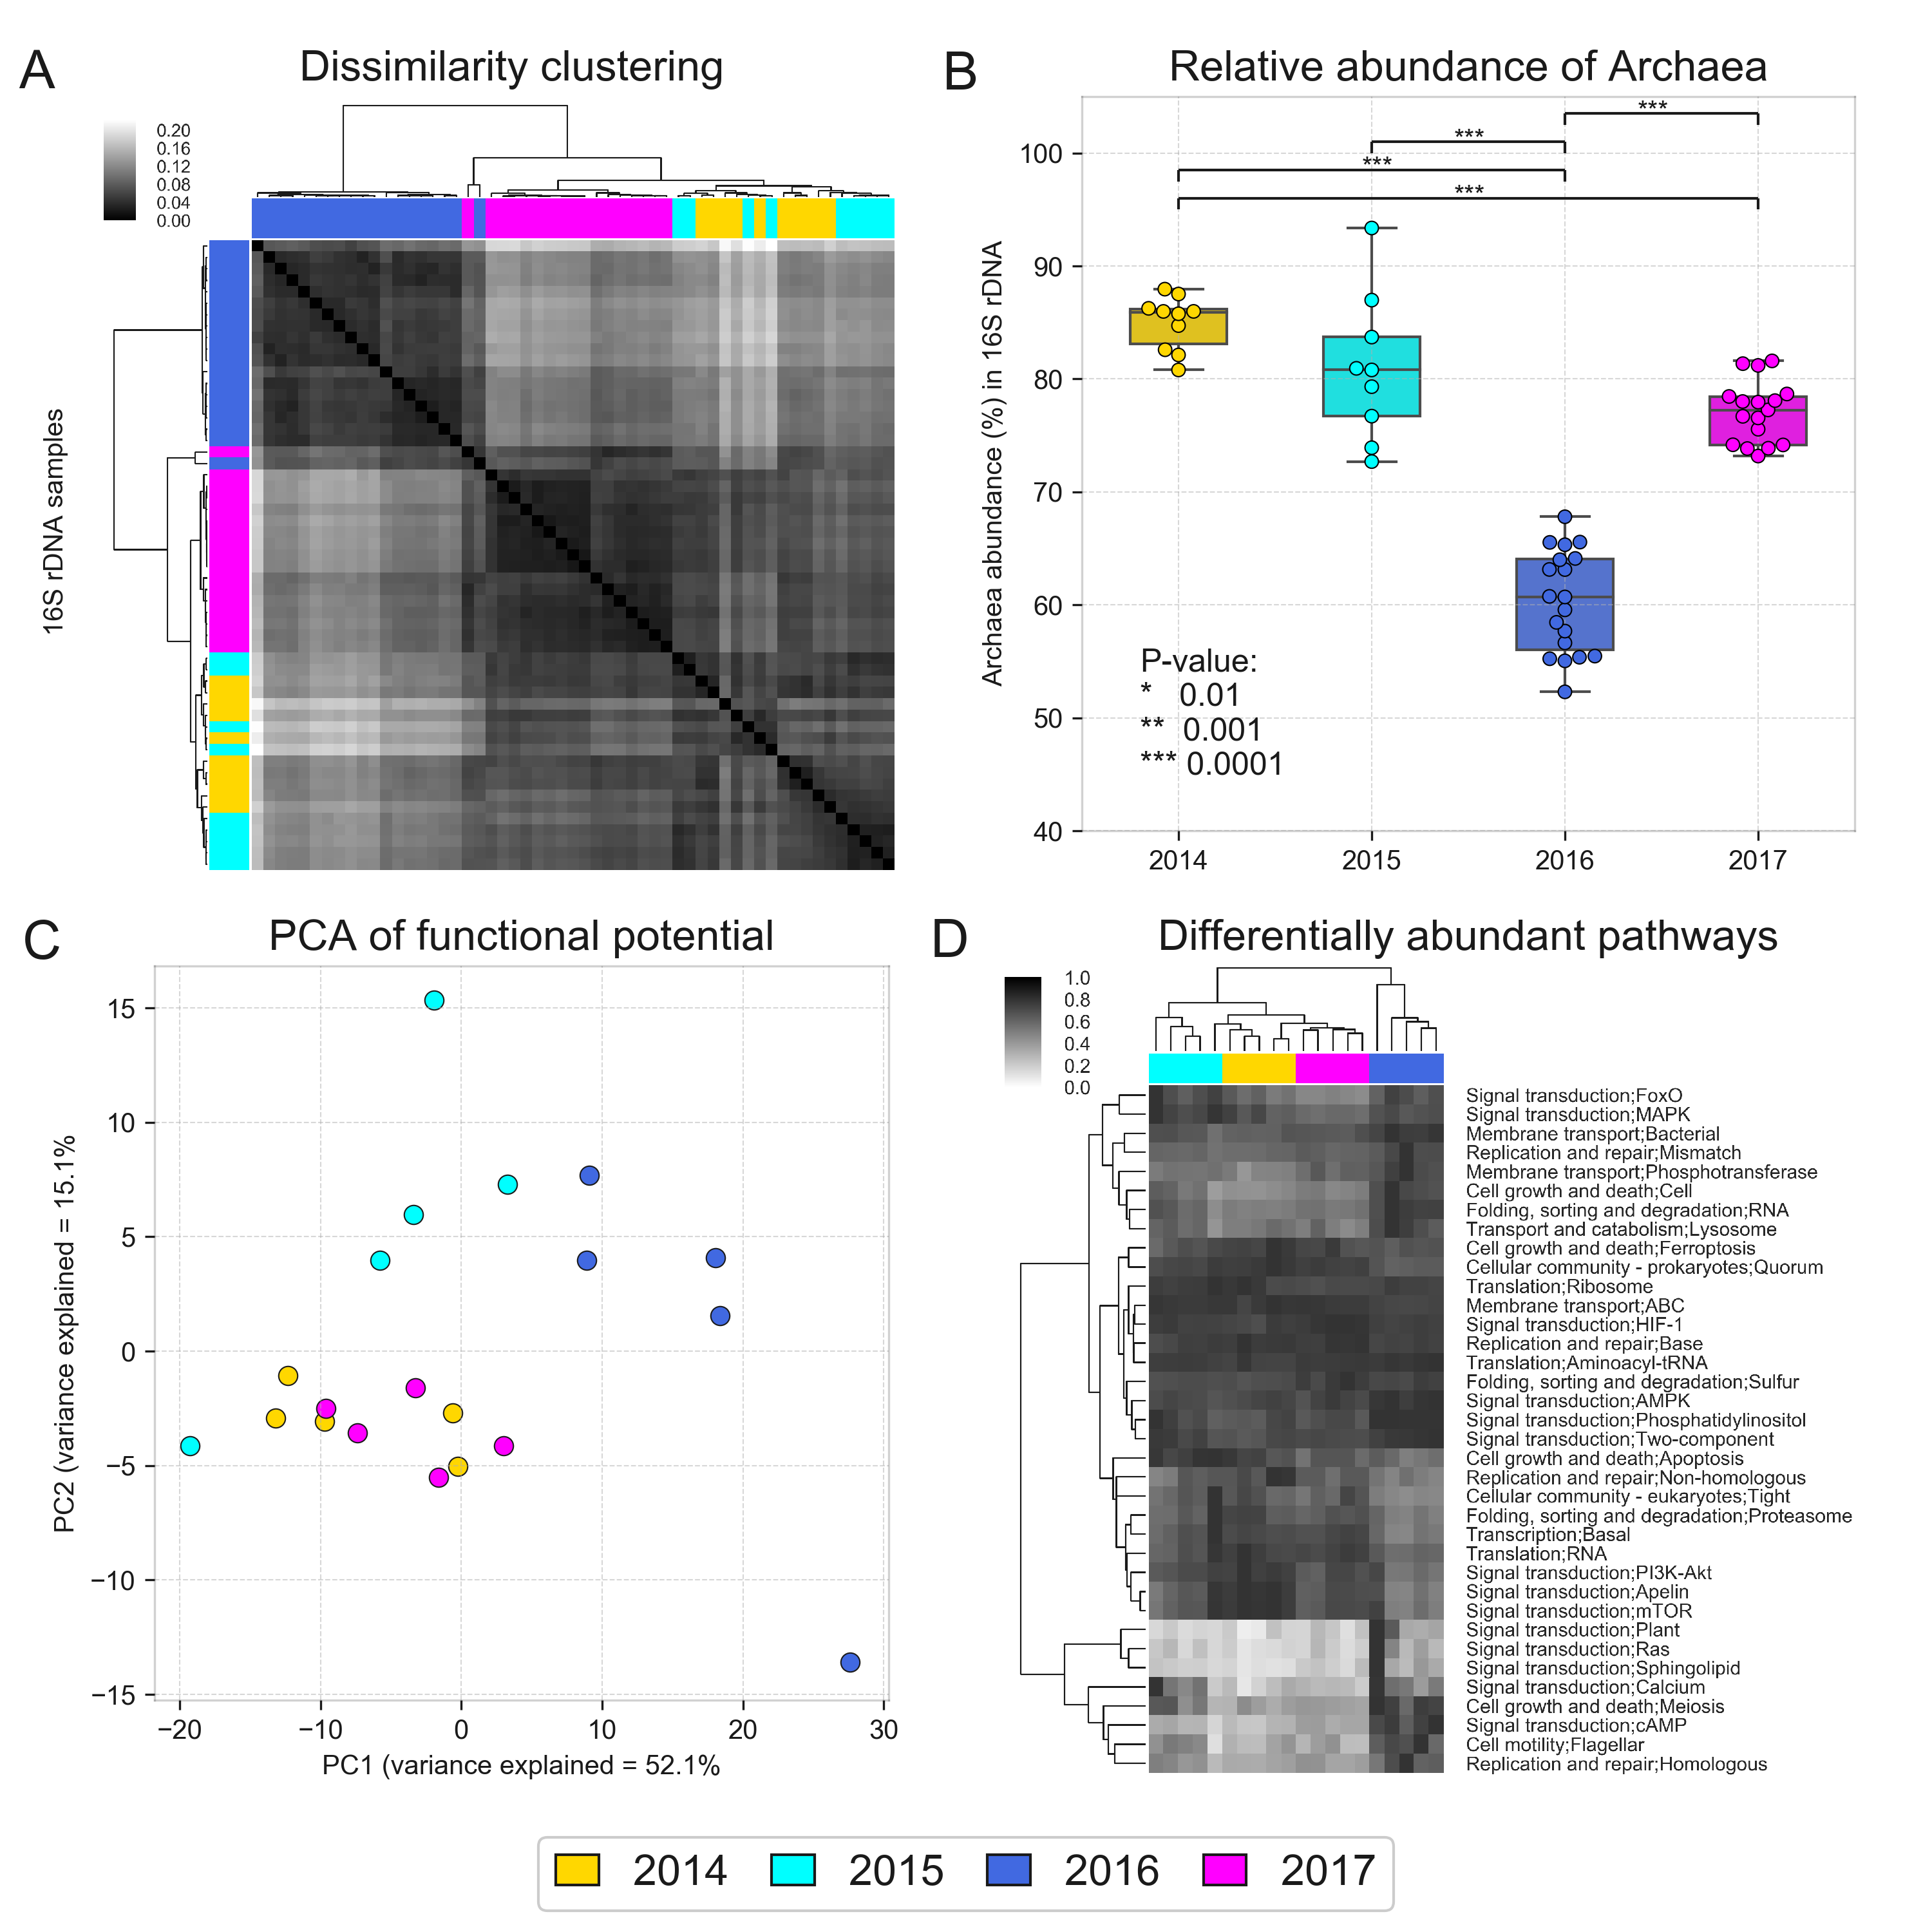 A
Dissimilarity clustering
0.20
0.16
0.12
0.08
0.04
0.00
16S rDNA samples
B
Relative abundance of Archaea
Archaea abundance (%) in 16S rDNA
100
90
80
70
60
50
40
***
***
***
***
P-value:
* 0.01
** 0.001
*** 0.0001
2014
2015
2016
2017
C
PCA of functional potential
PC2 (variance explained = 15.1%
15
10
5
0
−5
−10
−15
−20
−10
0
10
20
30
PC1 (variance explained = 52.1%
D
Differentially abundant pathways
1.0
0.8
0.6
0.4
0.2
0.0
Signal transduction;FoxO
Signal transduction;MAPK
Membrane transport;Bacterial
Replication and repair;Mismatch
Membrane transport;Phosphotransferase
Cell growth and death;Cell
Folding, sorting and degradation;RNA
Transport and catabolism;Lysosome
Cell growth and death;Ferroptosis
Cellular community - prokaryotes;Quorum
Translation;Ribosome
Membrane transport;ABC
Signal transduction;HIF-1
Replication and repair;Base
Translation;Aminoacyl-tRNA
Folding, sorting and degradation;Sulfur
Signal transduction;AMPK
Signal transduction;Phosphatidylinositol
Signal transduction;Two-component
Cell growth and death;Apoptosis
Replication and repair;Non-homologous
Cellular community - eukaryotes;Tight
Folding, sorting and degradation;Proteasome
Transcription;Basal
Translation;RNA
Signal transduction;PI3K-Akt
Signal transduction;Apelin
Signal transduction;mTOR
Signal transduction;Plant
Signal transduction;Ras
Signal transduction;Sphingolipid
Signal transduction;Calcium
Cell growth and death;Meiosis
Signal transduction;cAMP
Cell motility;Flagellar
Replication and repair;Homologous
2014
2015
2016
2017